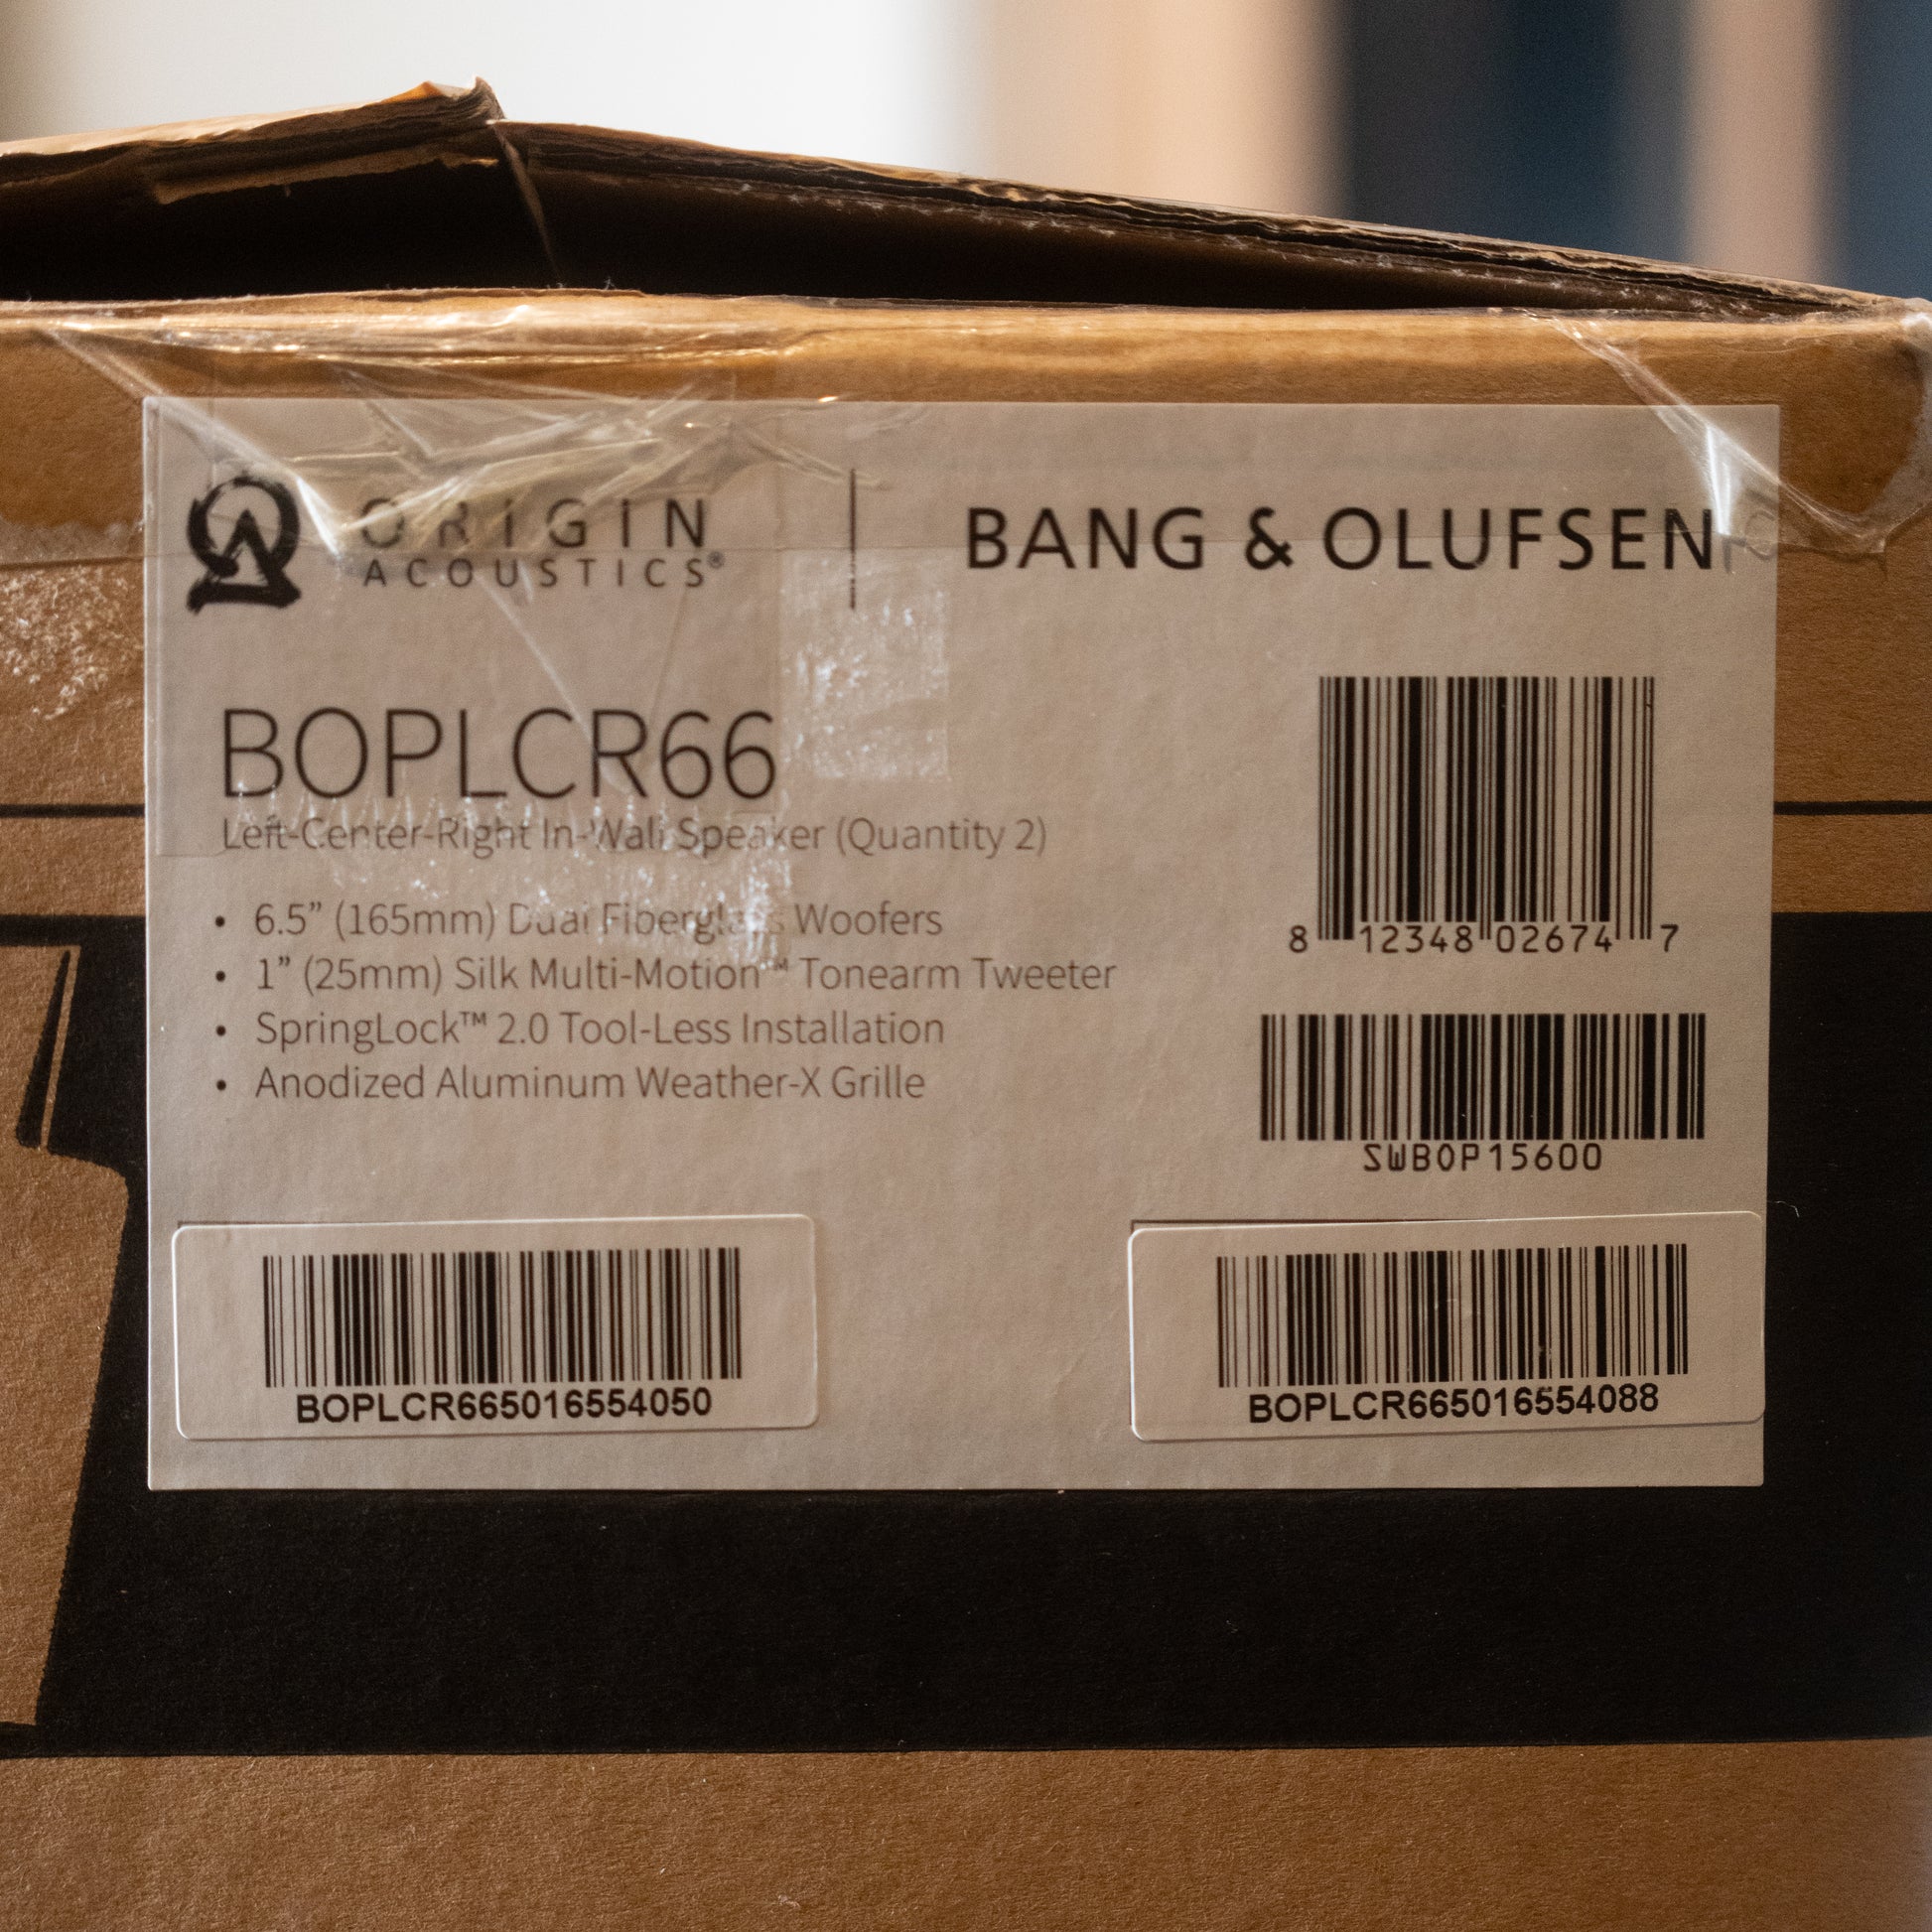 ORIGIN
ACOUSTICS®
BANG & OLUFSEN
BOPLCR66
Left-Center-Right In-Wall Speaker (Quantity 2)
• 6.5” (165mm) Dual Fiberglass Woofers
• 1” (25mm) Silk Multi-Motion™ Tonearm Tweeter
• SpringLock™ 2.0 Tool-Less Installation
• Anodized Aluminum Weather-X Grille
8 12348 02674 7
SWBOP15600
BOPLCR665016554050
BOPLCR665016554088